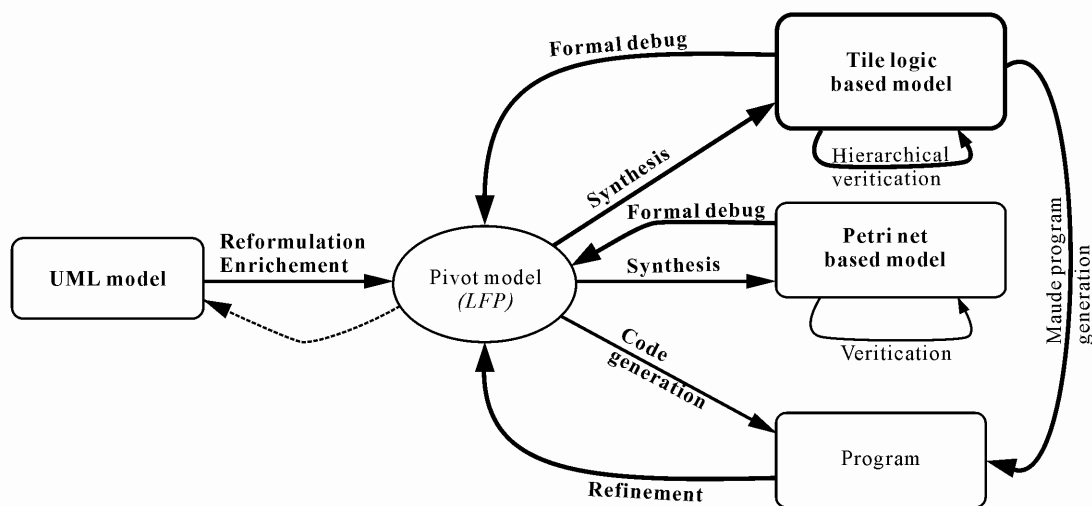 Formal debug
Tile logic
based model
Hierarchical
veritication
Synthesis
Formal debug
Petri net
based model
Reformulation
Enrichement
UML model
Pivot model
(LFP)
Synthesis
Veritication
Maude program
generation
Code
generation
Program
Refinement